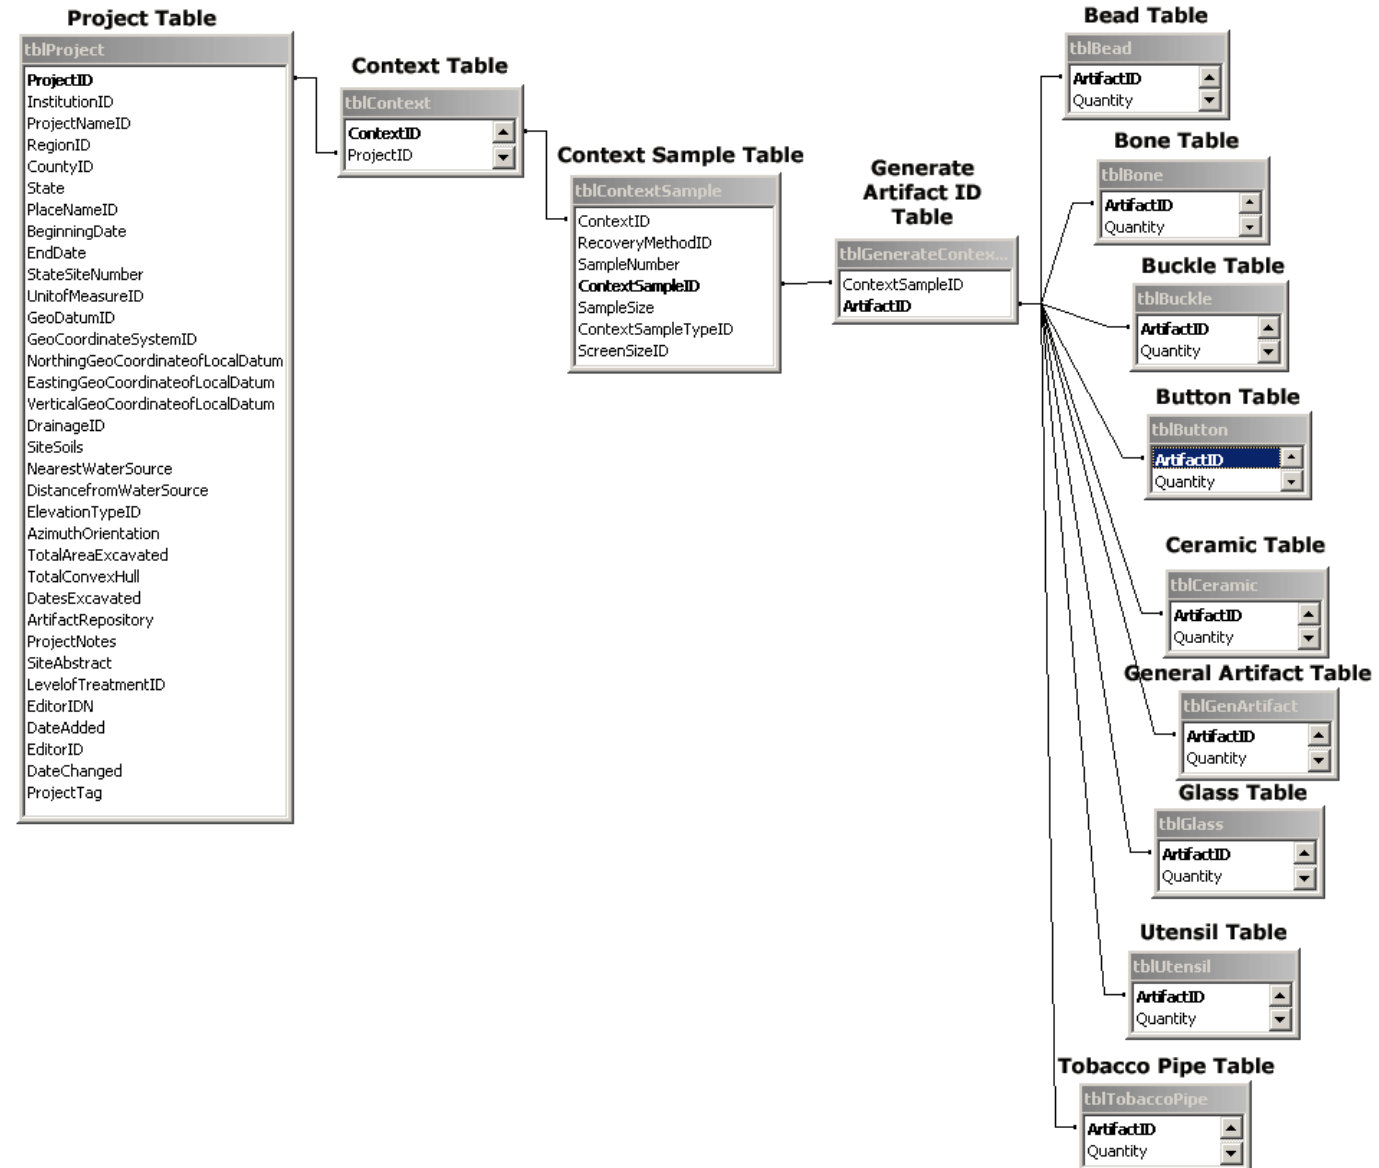 Project Table
tblProject
ProjectID
InstitutionID
ProjectNameID
RegionID
CountyID
State
PlaceNameID
BeginningDate
EndDate
StateSiteNumber
UnitofMeasureID
GeoDatumID
GeoCoordinateSystemID
NorthingGeoCoordinateofLocalDatum
EastingGeoCoordinateofLocalDatum
VerticalGeoCoordinateofLocalDatum
DrainageID
SiteSoils
NearestWaterSource
DistancefromWaterSource
ElevationTypeID
AzimuthOrientation
TotalAreaExcavated
TotalConvexHull
DatesExcavated
ArtifactRepository
ProjectNotes
SiteAbstract
LevelofTreatmentID
EditorIDN
DateAdded
EditorID
DateChanged
ProjectTag
Context Table
tblContext
ContextID
ProjectID
Context Sample Table
tblContextSample
ContextID
RecoveryMethodID
SampleNumber
ContextSampleID
SampleSize
ContextSampleTypeID
ScreenSizeID
Generate
Artifact ID
Table
tblGenerateContex...
ContextSampleID
ArtifactID
Bead Table
tblBead
ArtifactID
Quantity
Bone Table
tblBone
ArtifactID
Quantity
Buckle Table
tblBuckle
ArtifactID
Quantity
Button Table
tblButton
ArtifactID
Quantity
Ceramic Table
tblCeramic
ArtifactID
Quantity
General Artifact Table
tblGenArtifact
ArtifactID
Quantity
Glass Table
tblGlass
ArtifactID
Quantity
Utensil Table
tblUtensil
ArtifactID
Quantity
Tobacco Pipe Table
tblTobaccoPipe
ArtifactID
Quantity